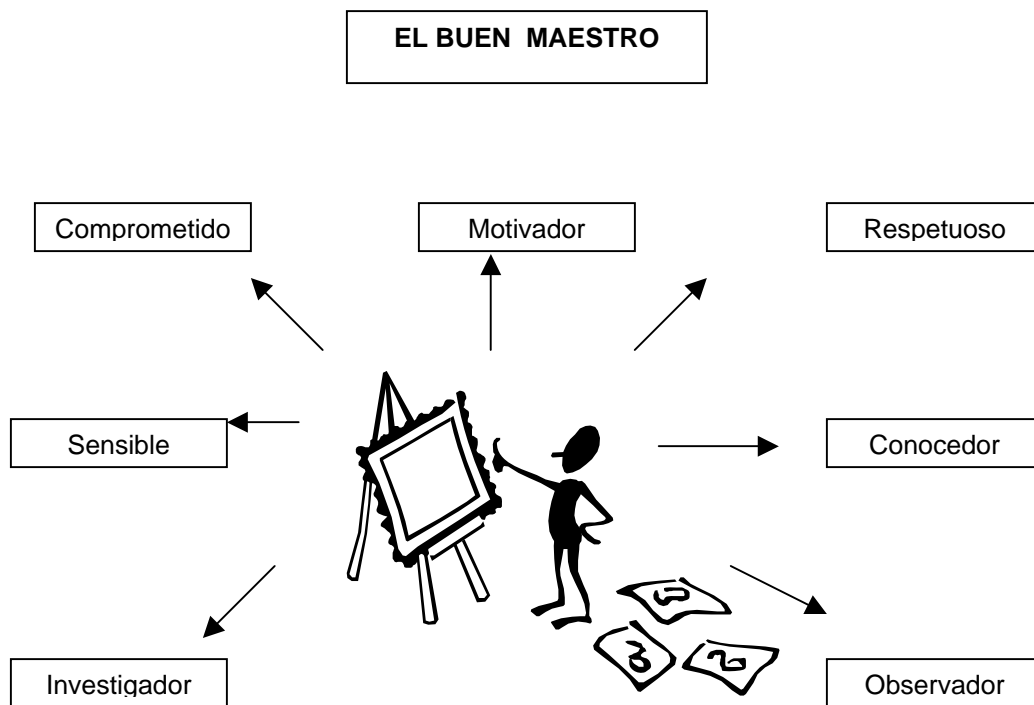 EL BUEN MAESTRO
Comprometido
Motivador
Respetuoso
Sensible
Conocedor
Investigador
Observador